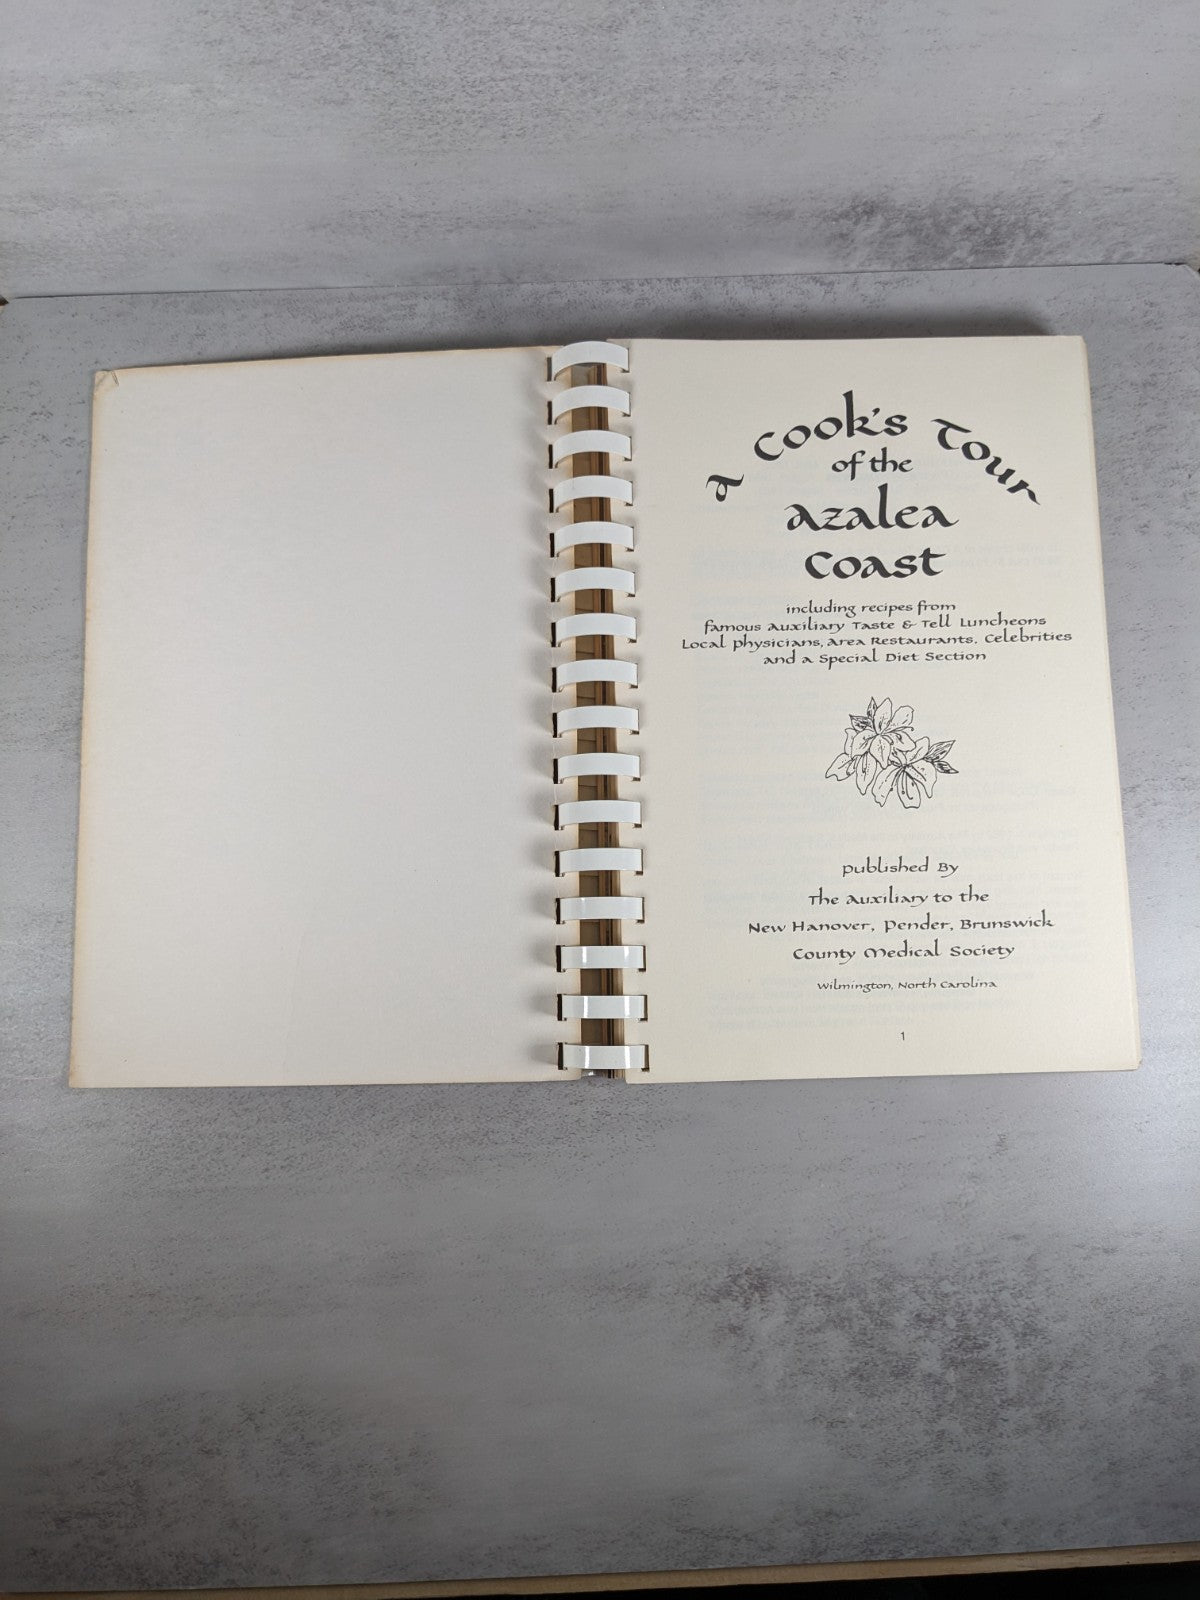 a Cook's Tour
of the
azalea
Coast
including recipes from
famous auxiliary Taste & Tell Luncheons
Local physicians, area Restaurants, Celebrities
and a Special Diet Section
published By
The auxiliary to the
New Hanover, Pender, Brunswick
County Medical Society
Wilmington, North Carolina
1